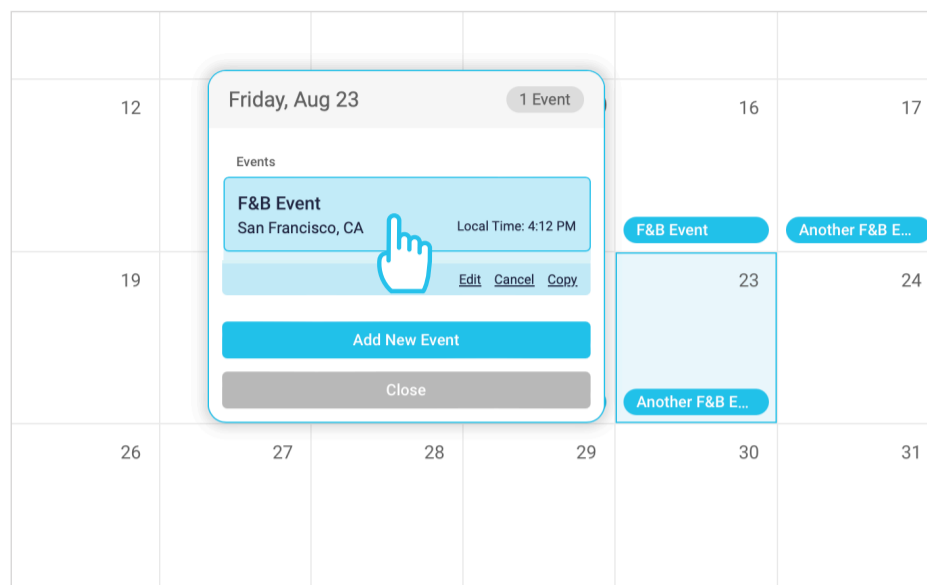 12
16
17
Friday, Aug 23
1 Event
Events
F&B Event
San Francisco, CA
Local Time: 4:12 PM
Edit Cancel Copy
Add New Event
Close
F&B Event
Another F&B E...
19
23
24
Another F&B E...
26
27
28
29
30
31